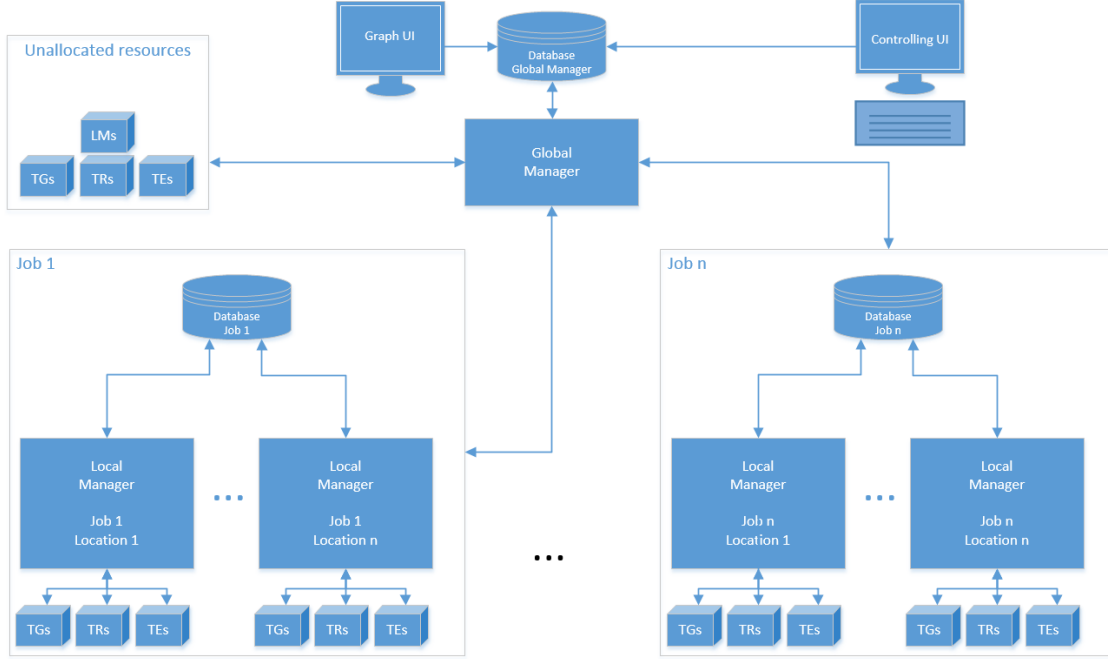 Unallocated resources
LMs
TGs
TRs
TEs
Graph UI
Database
Global Manager
Controlling UI
Global
Manager
Job 1
Database
Job 1
Local
Manager
Job 1
Location 1
...
Local
Manager
Job 1
Location n
TGs
TRs
TEs
TGs
TRs
TEs
...
Job n
Database
Job n
Local
Manager
Job n
Location 1
...
Local
Manager
Job n
Location n
TGs
TRs
TEs
TGs
TRs
TEs